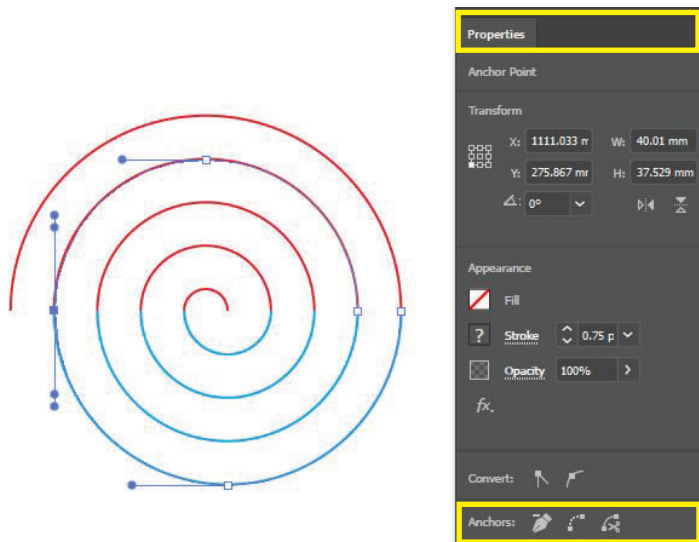 Properties
Anchor Point
Transform
X: 1111.033 m W: 40.01 mm
Y: 275.867 mr H: 37.529 mm
0°
Appearance
Fill
? Stroke 0.75 p
Opacity 100%
fx.
Convert:
Anchors: